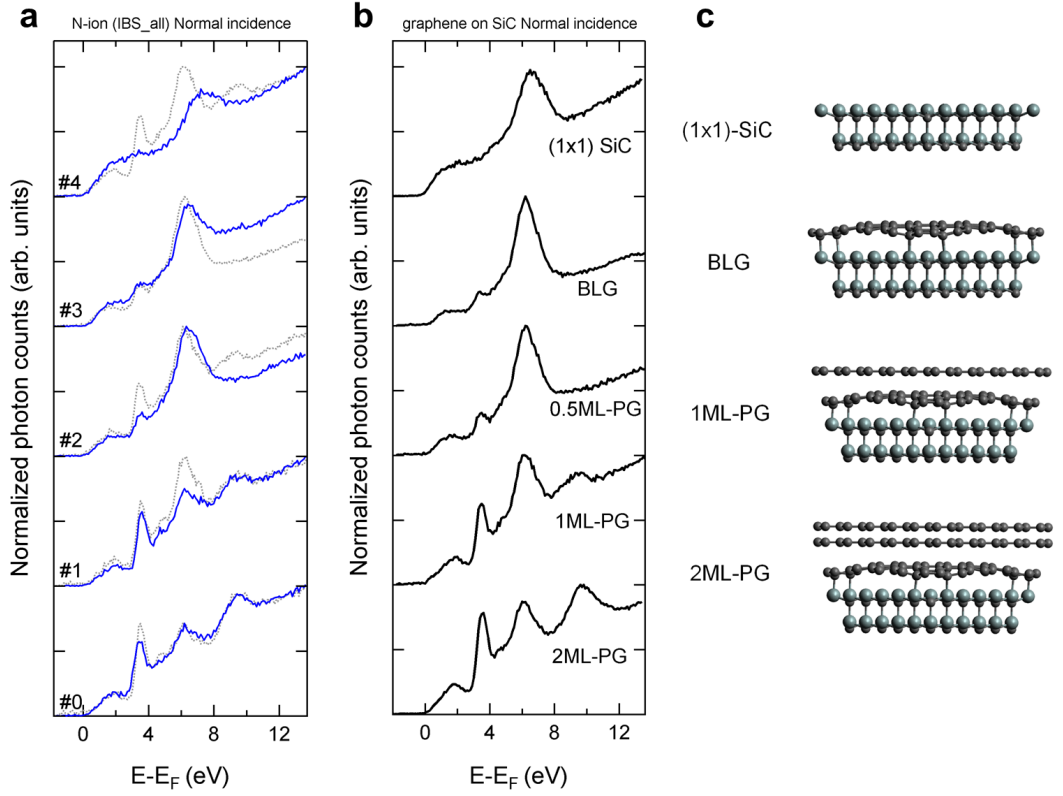 a
N-ion (IBS_all) Normal incidence
Normalized photon counts (arb. units)
#4
#3
#2
#1
#0
0 4 8 12
E-EF (eV)
b
graphene on SiC Normal incidence
Normalized photon counts (arb. units)
(1x1) SiC
BLG
0.5ML-PG
1ML-PG
2ML-PG
0 4 8 12
E-EF (eV)
c
(1x1)-SiC
BLG
1ML-PG
2ML-PG